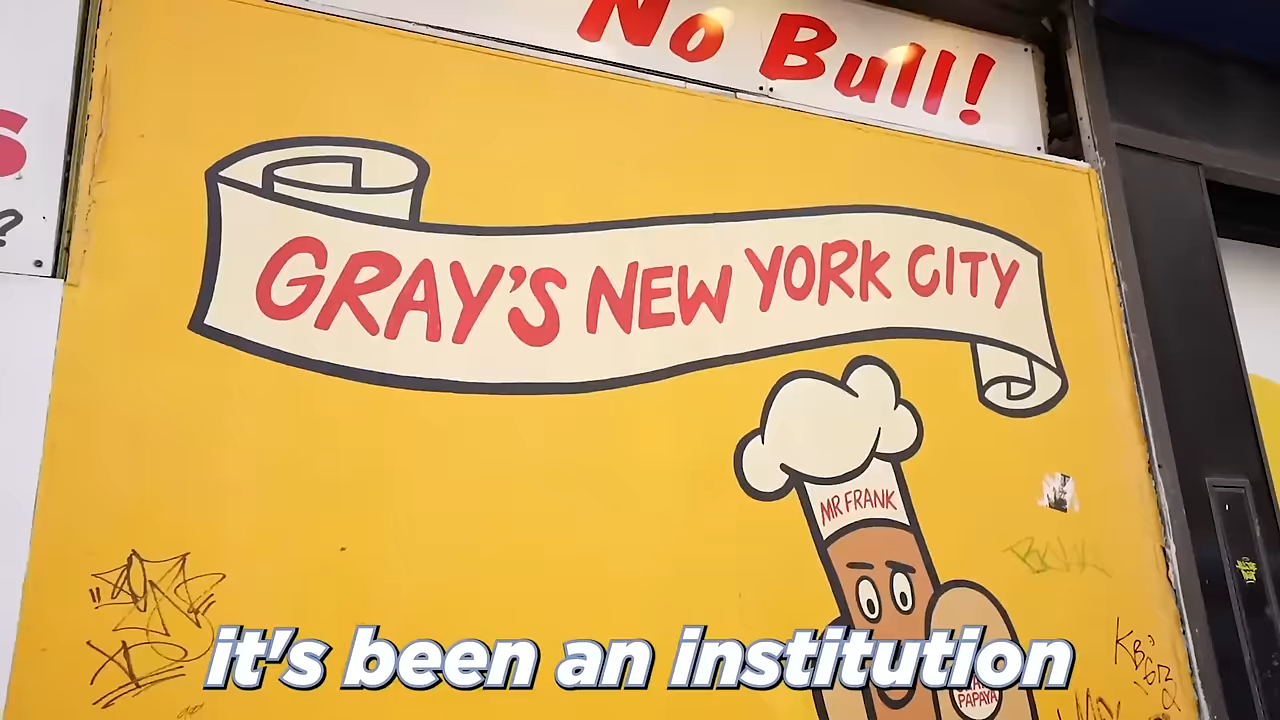 No Bull!
S
?
GRAY'S NEW YORK CITY
MR FRANK
it's been an institution
PAPAYA